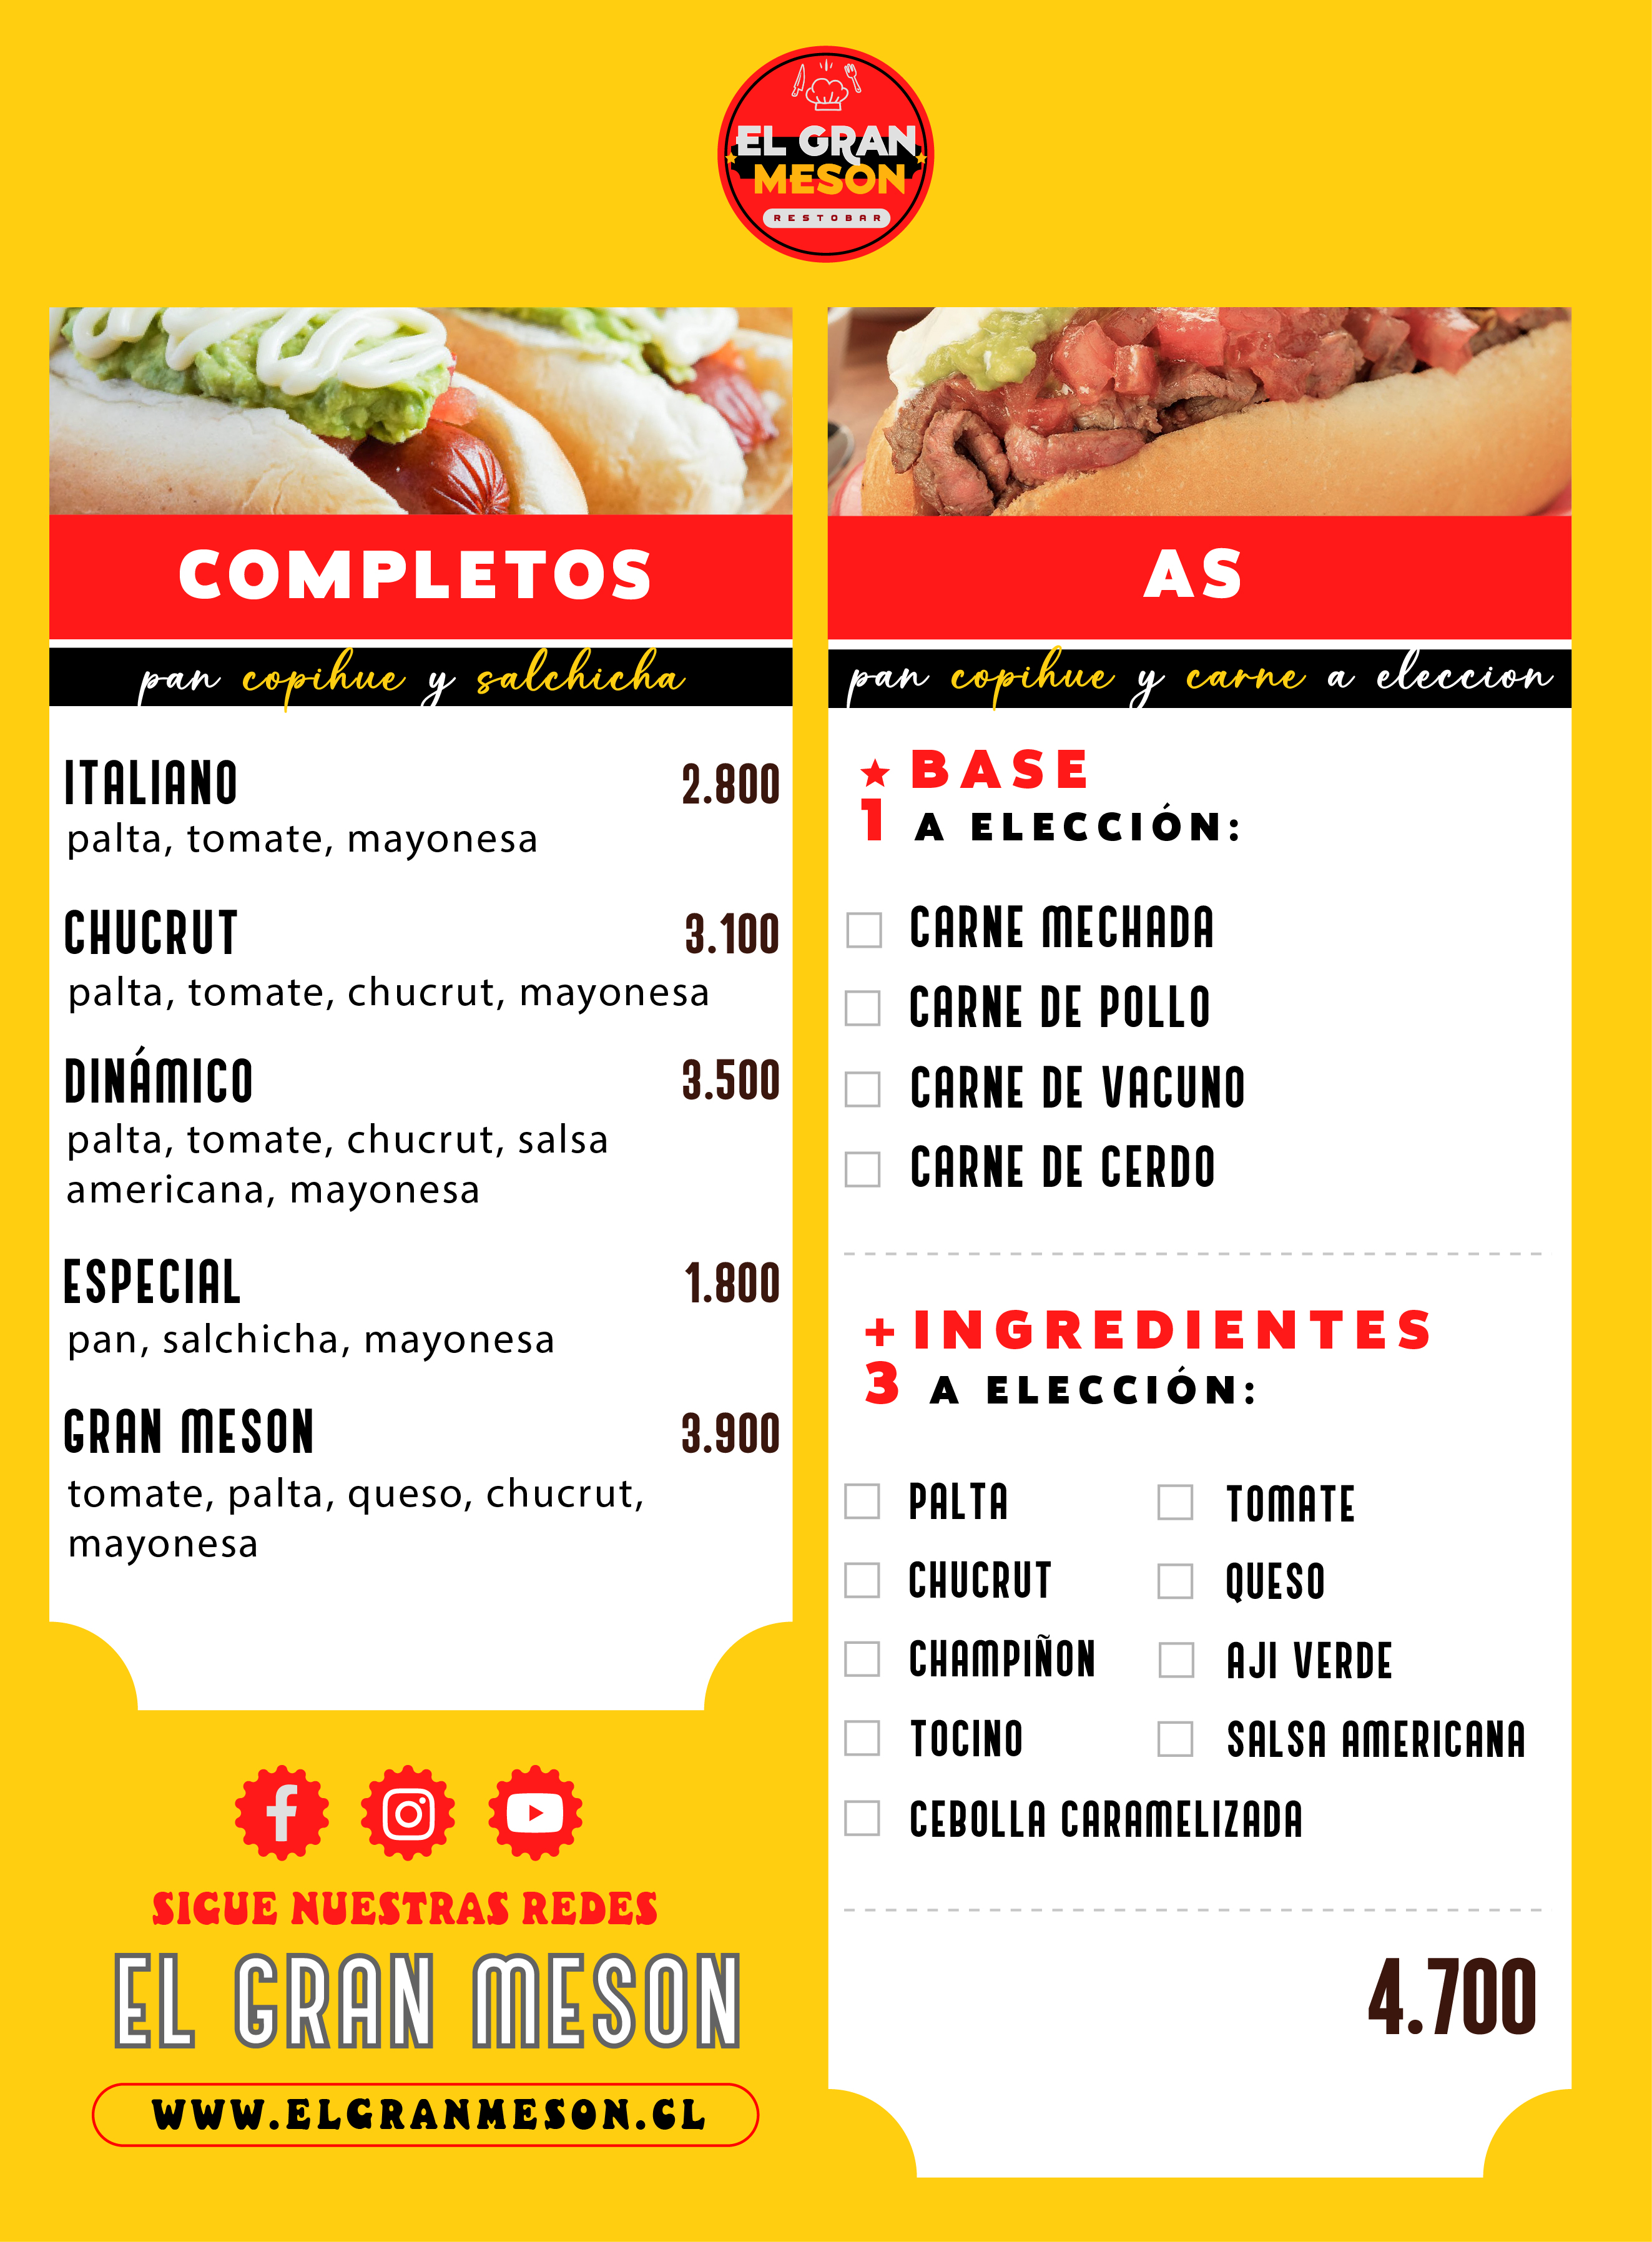 EL GRAN
MESON
RESTOBAR
COMPLETOS
pan copihue y salchicha
ITALIANO 2.800
palta, tomate, mayonesa
CHUCRUT 3.100
palta, tomate, chucrut, mayonesa
DINÁMICO 3.500
palta, tomate, chucrut, salsa
americana, mayonesa
ESPECIAL 1.800
pan, salchicha, mayonesa
GRAN MESON 3.900
tomate, palta, queso, chucrut,
mayonesa
SIGUE NUESTRAS REDES
EL GRAN MESON
WWW.ELGRANMESON.CL
AS
pan copihue y carne a eleccion
★ BASE
1 A ELECCIÓN:
CARNE MECHADA
CARNE DE POLLO
CARNE DE VACUNO
CARNE DE CERDO
+ INGREDIENTES
3 A ELECCIÓN:
PALTA TOMATE
CHUCRUT QUESO
CHAMPIÑON AJI VERDE
TOCINO SALSA AMERICANA
CEBOLLA CARAMELIZADA
4.700